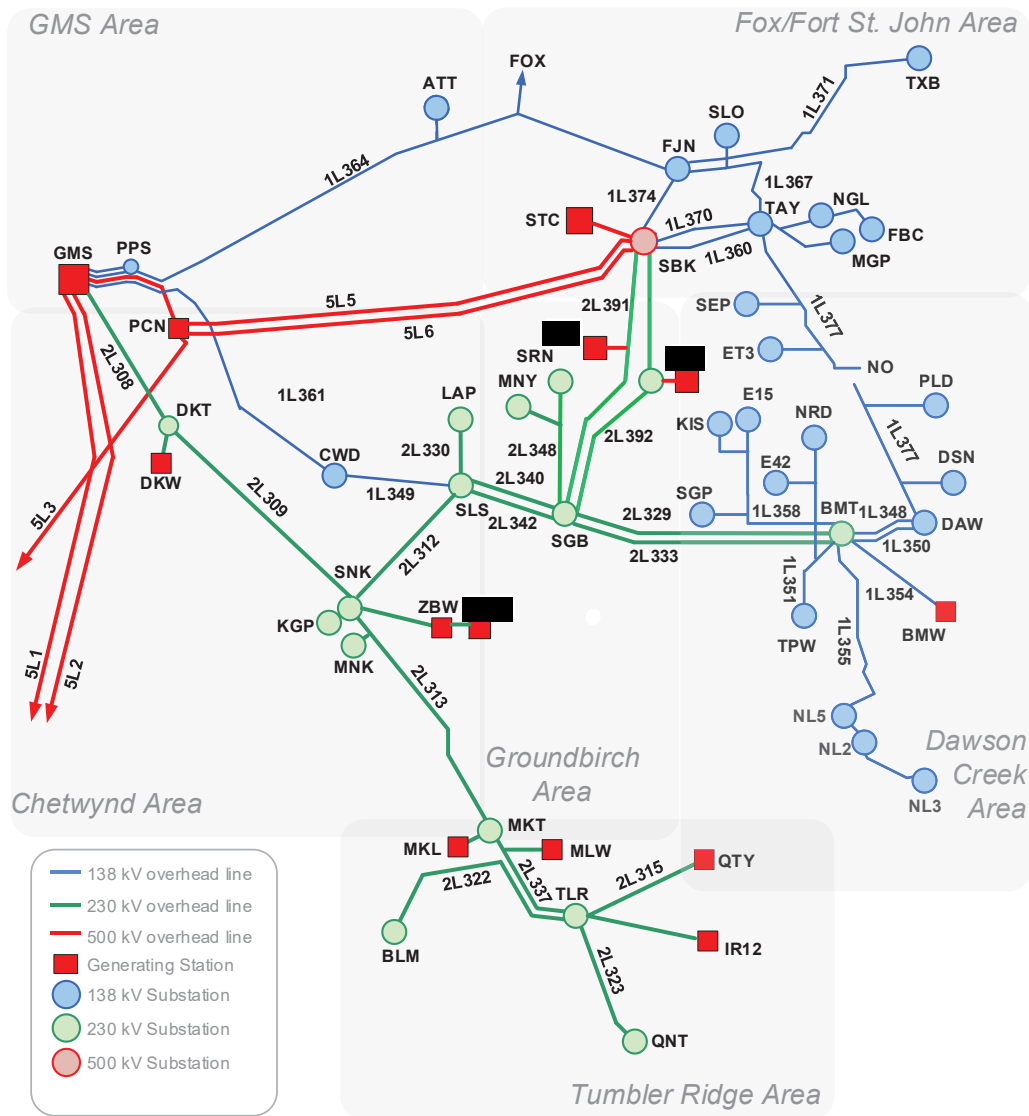 GMS Area
Fox/Fort St. John Area
FOX
ATT
TXB
1L371
SLO
FJN
1L364
1L367
1L374
TAY
NGL
STC
1L370
FBC
GMS
PPS
1L360
MGP
SBK
5L5
SEP
PCN
5L6
2L391
1L377
SRN
ET3
NO
2L308
MNY
PLD
1L361
LAP
E15
NRD
DKT
2L392
KIS
1L377
2L330
2L348
CWD
E42
DSN
DKW
2L340
SGP
BMT
1L348
2L309
1L349
SLS
2L329
1L358
DAW
5L3
2L342
SGB
2L333
1L350
2L312
SNK
1L351
1L354
ZBW
KGP
TPW
1L355
BMW
MNK
5L1
5L2
2L313
NL5
NL2
Groundbirch
Area
Dawson
Creek
Area
Chetwynd Area
NL3
MKT
MKL
MLW
2L322
2L337
2L315
QTY
TLR
BLM
IR12
2L323
QNT
Tumbler Ridge Area
138 kV overhead line
230 kV overhead line
500 kV overhead line
Generating Station
138 kV Substation
230 kV Substation
500 kV Substation